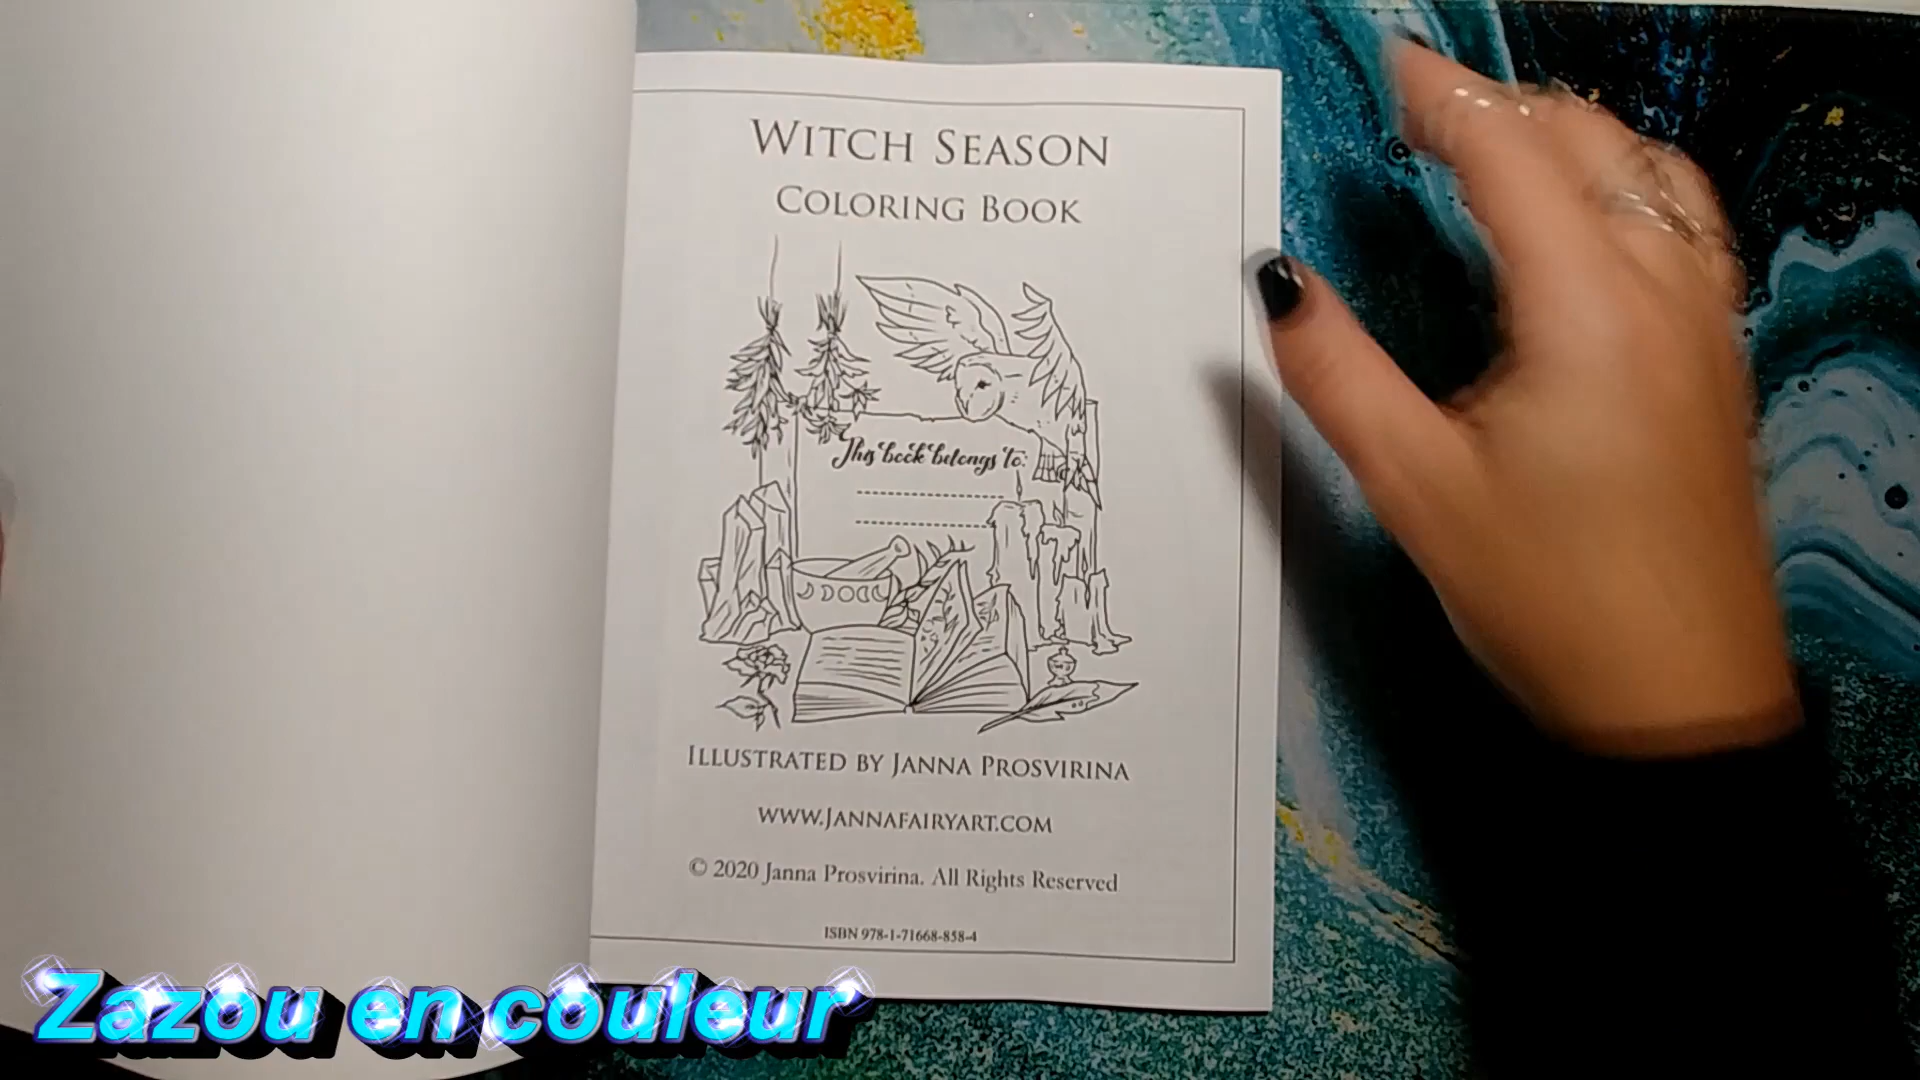 WITCH SEASON
COLORING BOOK
This book belongs to:
ILLUSTRATED BY JANNA PROSVIRINA
WWW.JANNAFAIRYART.COM
© 2020 Janna Prosvirina. All Rights Reserved
ISBN 978-1-71668-858-4
Zazou en couleur